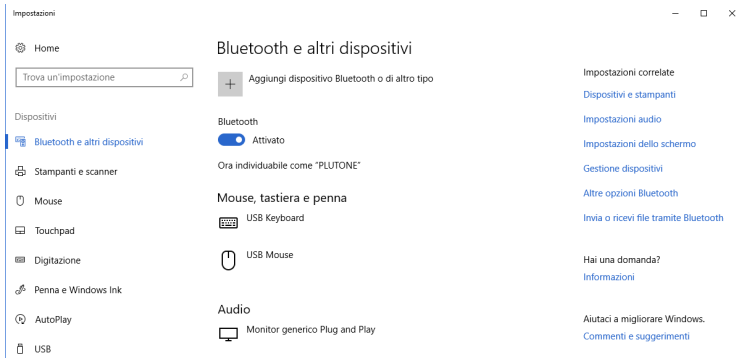 Impostazioni
Home
Trova un'impostazione
Dispositivi
Bluetooth e altri dispositivi
Stampanti e scanner
Mouse
Touchpad
Digitazione
Penna e Windows Ink
AutoPlay
USB
Bluetooth e altri dispositivi
Aggiungi dispositivo Bluetooth o di altro tipo
Bluetooth
Attivato
Ora individuabile come "PLUTONE"
Mouse, tastiera e penna
USB Keyboard
USB Mouse
Audio
Monitor generico Plug and Play
Impostazioni correlate
Dispositivi e stampanti
Impostazioni audio
Impostazioni dello schermo
Gestione dispositivi
Altre opzioni Bluetooth
Invia o ricevi file tramite Bluetooth
Hai una domanda?
Informazioni
Aiutaci a migliorare Windows.
Commenti e suggerimenti